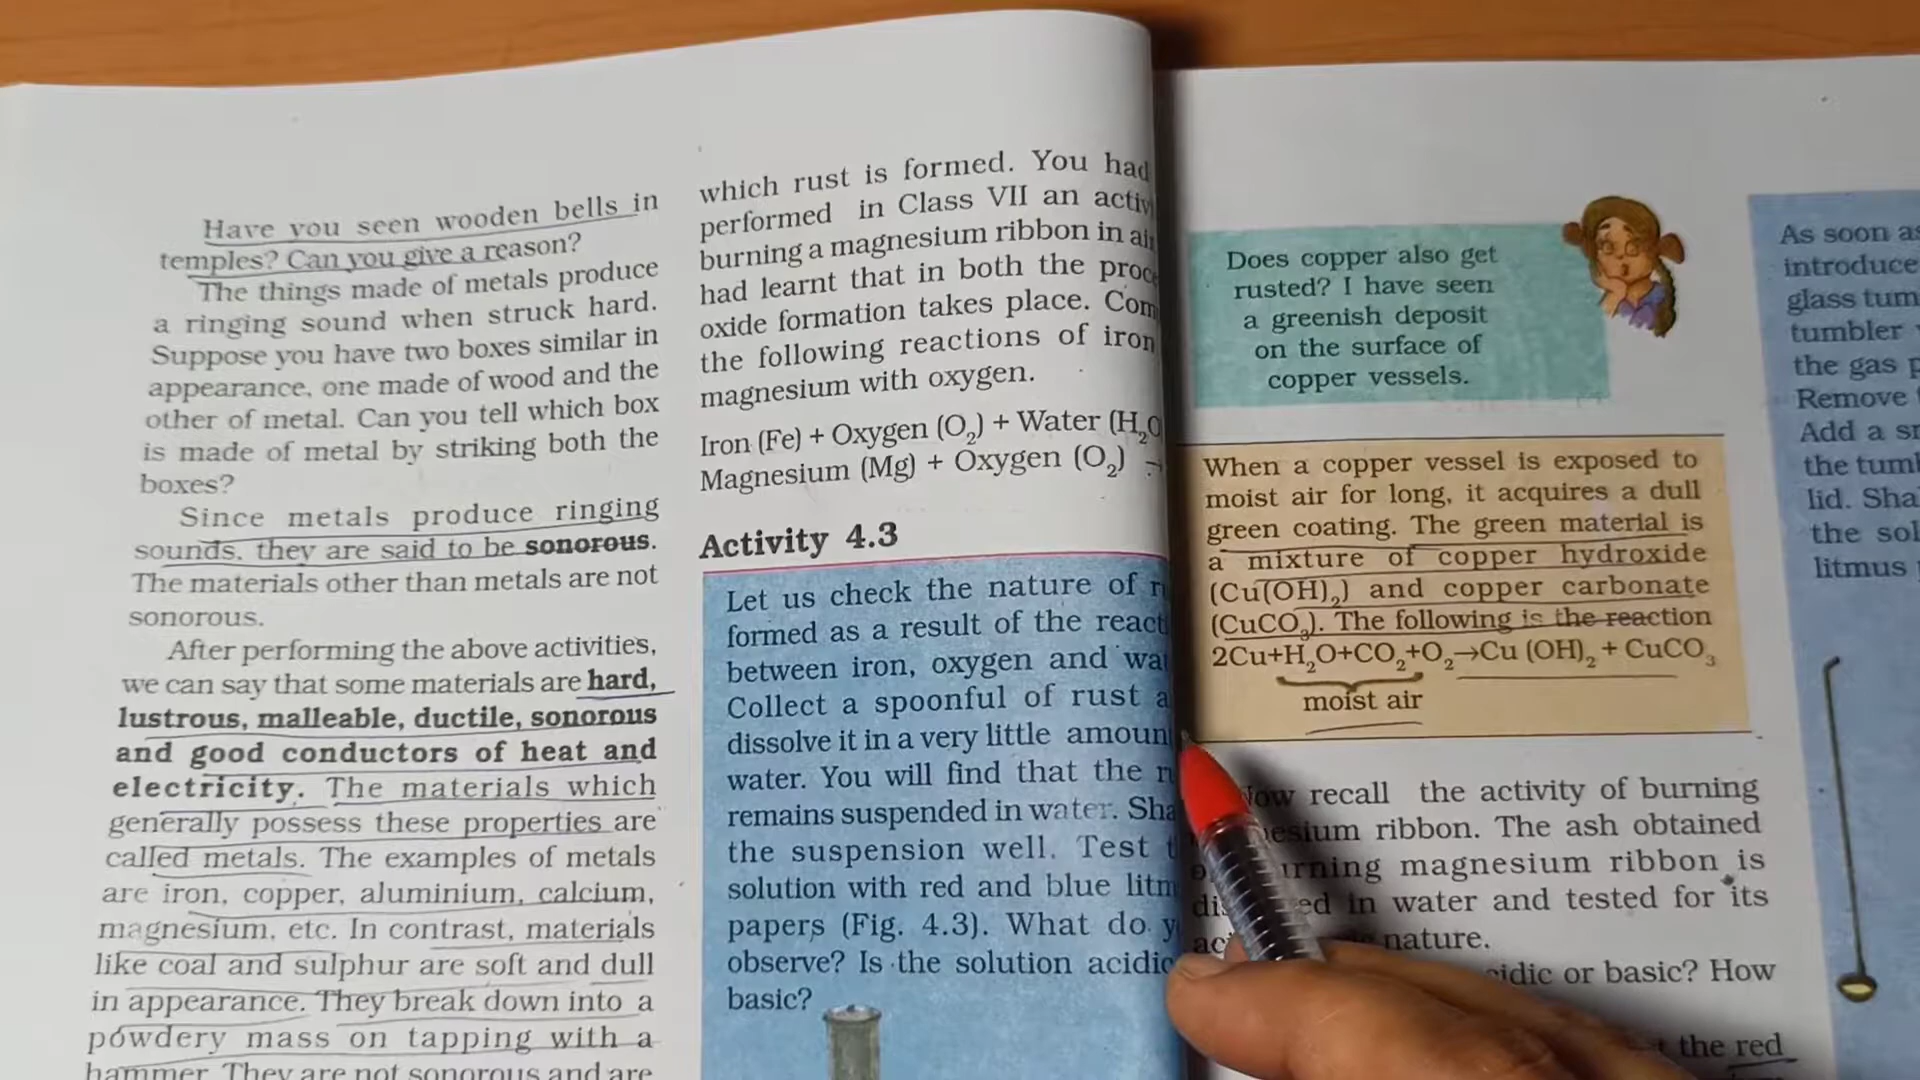 Have you seen wooden bells in
temples? Can you give a reason?
The things made of metals produce
a ringing sound when struck hard.
Suppose you have two boxes similar in
appearance, one made of wood and the
other of metal. Can you tell which box
is made of metal by striking both the
boxes?
Since metals produce ringing
sounds, they are said to be sonorous.
The materials other than metals are not
sonorous.
After performing the above activities,
we can say that some materials are hard,
lustrous, malleable, ductile, sonorous
and good conductors of heat and
electricity. The materials which
generally possess these properties are
called metals. The examples of metals
are iron, copper, aluminium, calcium,
magnesium, etc. In contrast, materials
like coal and sulphur are soft and dull
in appearance. They break down into a
powdery mass on tapping with a
hammer. They are not sonorous and are
which rust is formed. You had
performed in Class VII an
burning a magnesium ribbon in
had learnt that in both the
oxide formation takes place.
the following reactions of iron
magnesium with oxygen.
Iron (Fe) + Oxygen (O₂) + Water (H₂O
Magnesium (Mg) + Oxygen (O₂) →
Activity 4.3
Let us check the nature of
formed as a result of the
between iron, oxygen and
Collect a spoonful of rust
dissolve it in a very little
water. You will find that the
remains suspended in water.
the suspension well. Test
solution with red and blue
papers (Fig. 4.3). What do
observe? Is the solution
basic?
Does copper also get
rusted? I have seen
a greenish deposit
on the surface of
copper vessels.
When a copper vessel is exposed to
moist air for long, it acquires a dull
green coating. The green material is
a mixture of copper hydroxide
(Cu(OH)₂) and copper carbonate
(CuCO₃). The following is the reaction
2Cu+H₂O+CO₂+O₂→Cu (OH)₂ + CuCO₃
moist air
recall the activity of burning
ribbon. The ash obtained
magnesium ribbon is
in water and tested for its
nature.
or basic? How
the red
As soon as
introduce
glass
tumbler
the gas
Remove
Add a
the
lid.
the
litmus